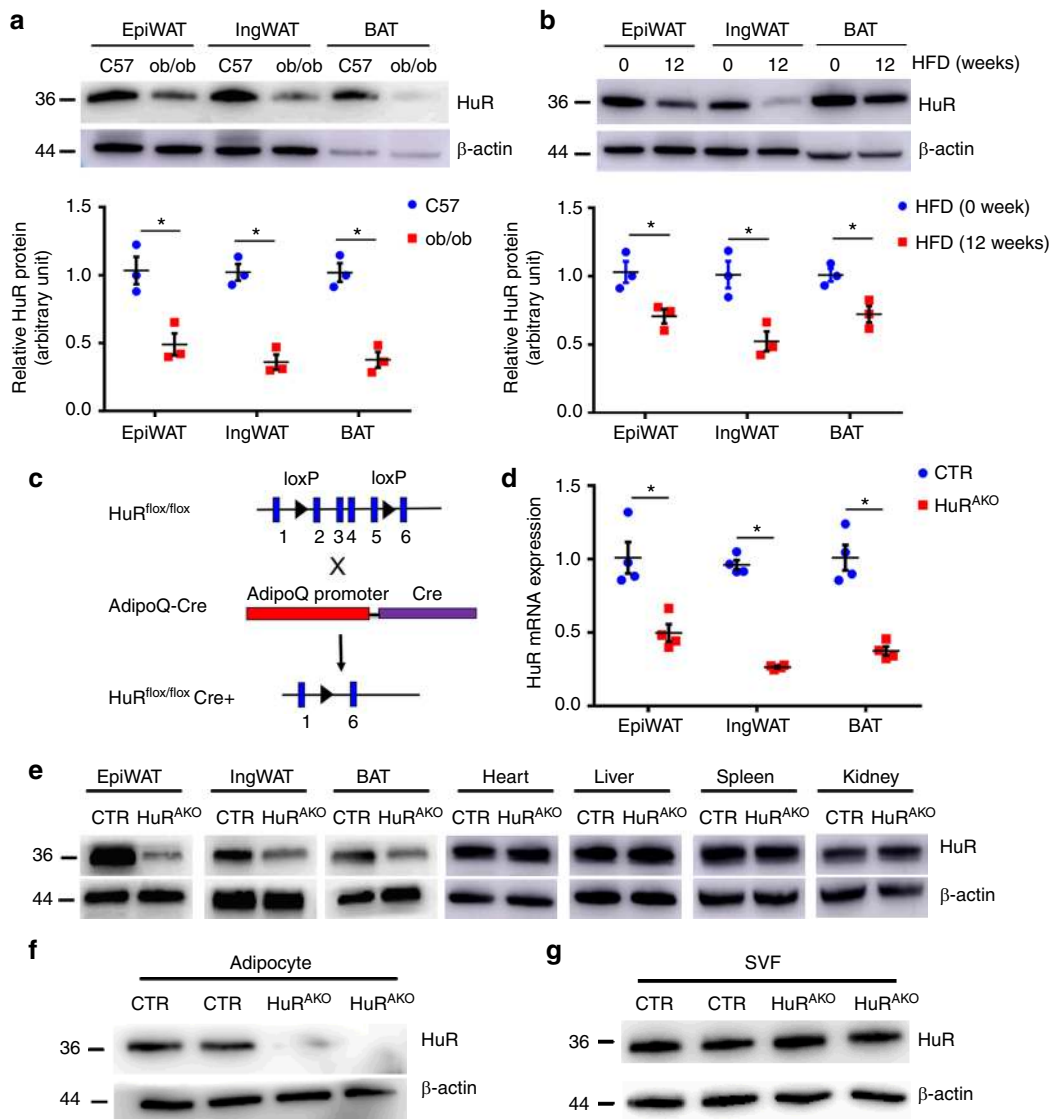 a
EpiWAT IngWAT BAT
C57 ob/ob C57 ob/ob C57 ob/ob
36 HuR
44 β-actin
Relative HuR protein
(arbitrary unit)
1.5
1.0
0.5
0.0
* * *
C57
ob/ob
EpiWAT IngWAT BAT
b
EpiWAT IngWAT BAT
0 12 0 12 0 12 HFD (weeks)
36 HuR
44 β-actin
Relative HuR protein
(arbitrary unit)
1.5
1.0
0.5
0.0
* * *
HFD (0 week)
HFD (12 weeks)
EpiWAT IngWAT BAT
c
loxP loxP
HuRflox/flox
1 2 3 4 5 6
X
AdipoQ-Cre
AdipoQ promoter Cre
HuRflox/flox Cre+
1 6
d
HuR mRNA expression
1.5
1.0
0.5
0.0
* * *
CTR
HuRAKO
EpiWAT IngWAT BAT
e
EpiWAT IngWAT BAT Heart Liver Spleen Kidney
CTR HuRAKO CTR HuRAKO CTR HuRAKO CTR HuRAKO CTR HuRAKO CTR HuRAKO CTR HuRAKO
36 HuR
44 β-actin
f
Adipocyte
CTR CTR HuRAKO HuRAKO
36 HuR
44 β-actin
g
SVF
CTR CTR HuRAKO HuRAKO
36 HuR
44 β-actin